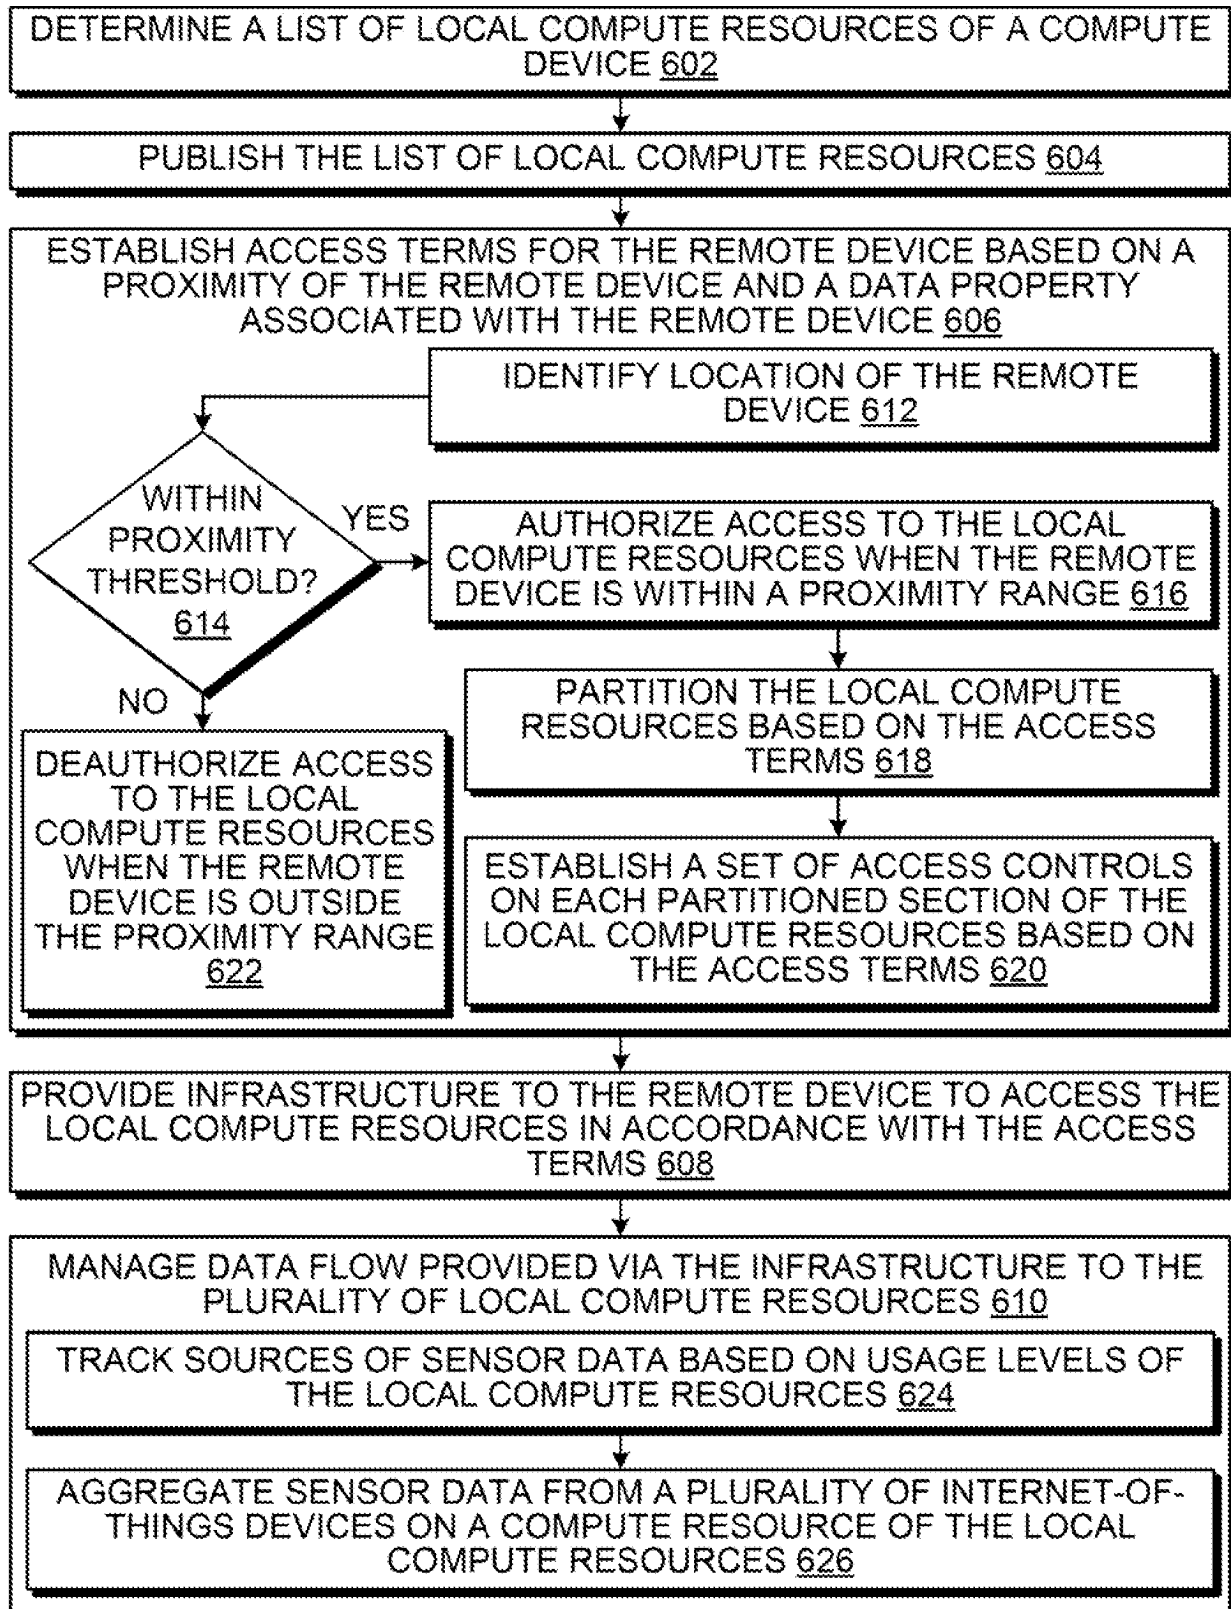 DETERMINE A LIST OF LOCAL COMPUTE RESOURCES OF A COMPUTE
DEVICE 602
PUBLISH THE LIST OF LOCAL COMPUTE RESOURCES 604
ESTABLISH ACCESS TERMS FOR THE REMOTE DEVICE BASED ON A
PROXIMITY OF THE REMOTE DEVICE AND A DATA PROPERTY
ASSOCIATED WITH THE REMOTE DEVICE 606
IDENTIFY LOCATION OF THE REMOTE
DEVICE 612
WITHIN
PROXIMITY
THRESHOLD?
614
YES
AUTHORIZE ACCESS TO THE LOCAL
COMPUTE RESOURCES WHEN THE REMOTE
DEVICE IS WITHIN A PROXIMITY RANGE 616
PARTITION THE LOCAL COMPUTE
RESOURCES BASED ON THE ACCESS
TERMS 618
ESTABLISH A SET OF ACCESS CONTROLS
ON EACH PARTITIONED SECTION OF THE
LOCAL COMPUTE RESOURCES BASED ON
THE ACCESS TERMS 620
NO
DEAUTHORIZE ACCESS
TO THE LOCAL
COMPUTE RESOURCES
WHEN THE REMOTE
DEVICE IS OUTSIDE
THE PROXIMITY RANGE
622
PROVIDE INFRASTRUCTURE TO THE REMOTE DEVICE TO ACCESS THE
LOCAL COMPUTE RESOURCES IN ACCORDANCE WITH THE ACCESS
TERMS 608
MANAGE DATA FLOW PROVIDED VIA THE INFRASTRUCTURE TO THE
PLURALITY OF LOCAL COMPUTE RESOURCES 610
TRACK SOURCES OF SENSOR DATA BASED ON USAGE LEVELS OF
THE LOCAL COMPUTE RESOURCES 624
AGGREGATE SENSOR DATA FROM A PLURALITY OF INTERNET-OF-
THINGS DEVICES ON A COMPUTE RESOURCE OF THE LOCAL
COMPUTE RESOURCES 626